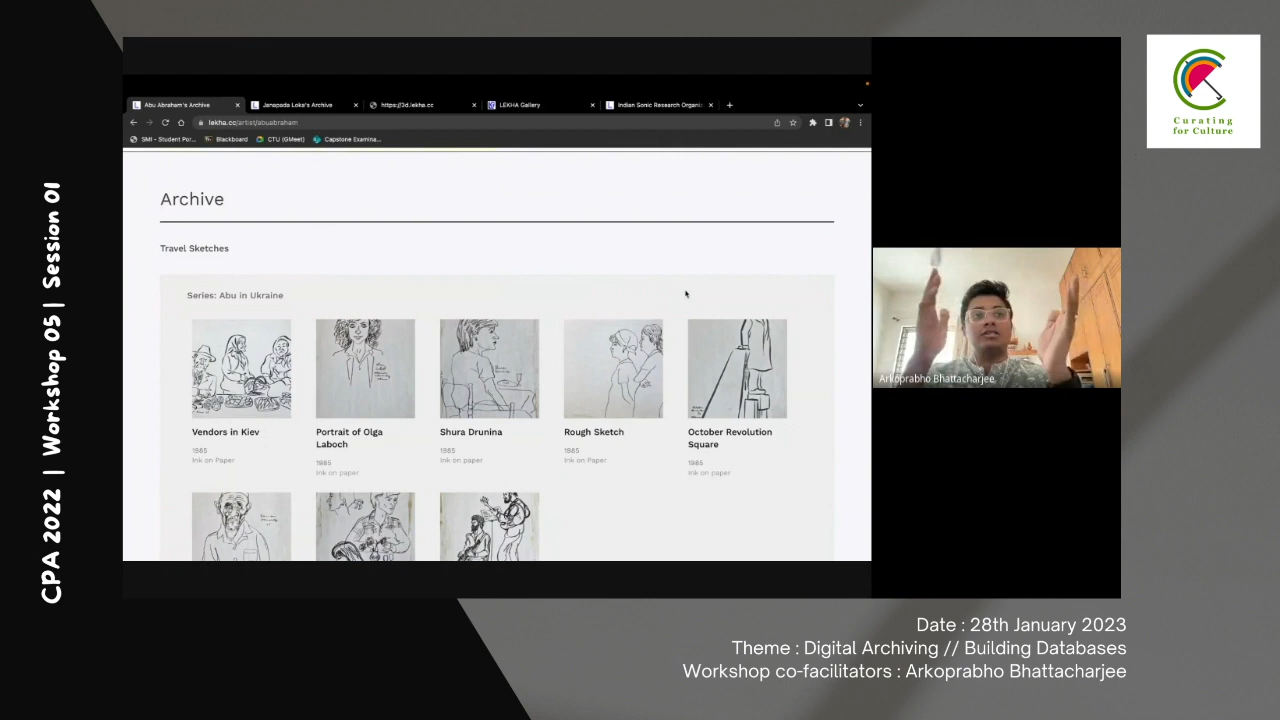 CPA 2022 | Workshop 05 | Session 01
Abu Abraham's Archive
Janapada Loka's Archive
https://3d.lekha.cc
LEKHA Gallery
Indian Sonic Research Organis
lekha.cc/artist/abuabraham
SMI - Student Por...
Blackboard
CTU (GMeet)
Capstone Examina...
Archive
Travel Sketches
Series: Abu in Ukraine
Vendors in Kiev
1985
Ink on Paper
Portrait of Olga
Laboch
1985
Ink on paper
Shura Drunina
1985
Ink on paper
Rough Sketch
1985
Ink on Paper
October Revolution
Square
1985
Ink on paper
Arkoprabho Bhattacharjee
Curating
for Culture
Date : 28th January 2023
Theme : Digital Archiving // Building Databases
Workshop co-facilitators : Arkoprabho Bhattacharjee